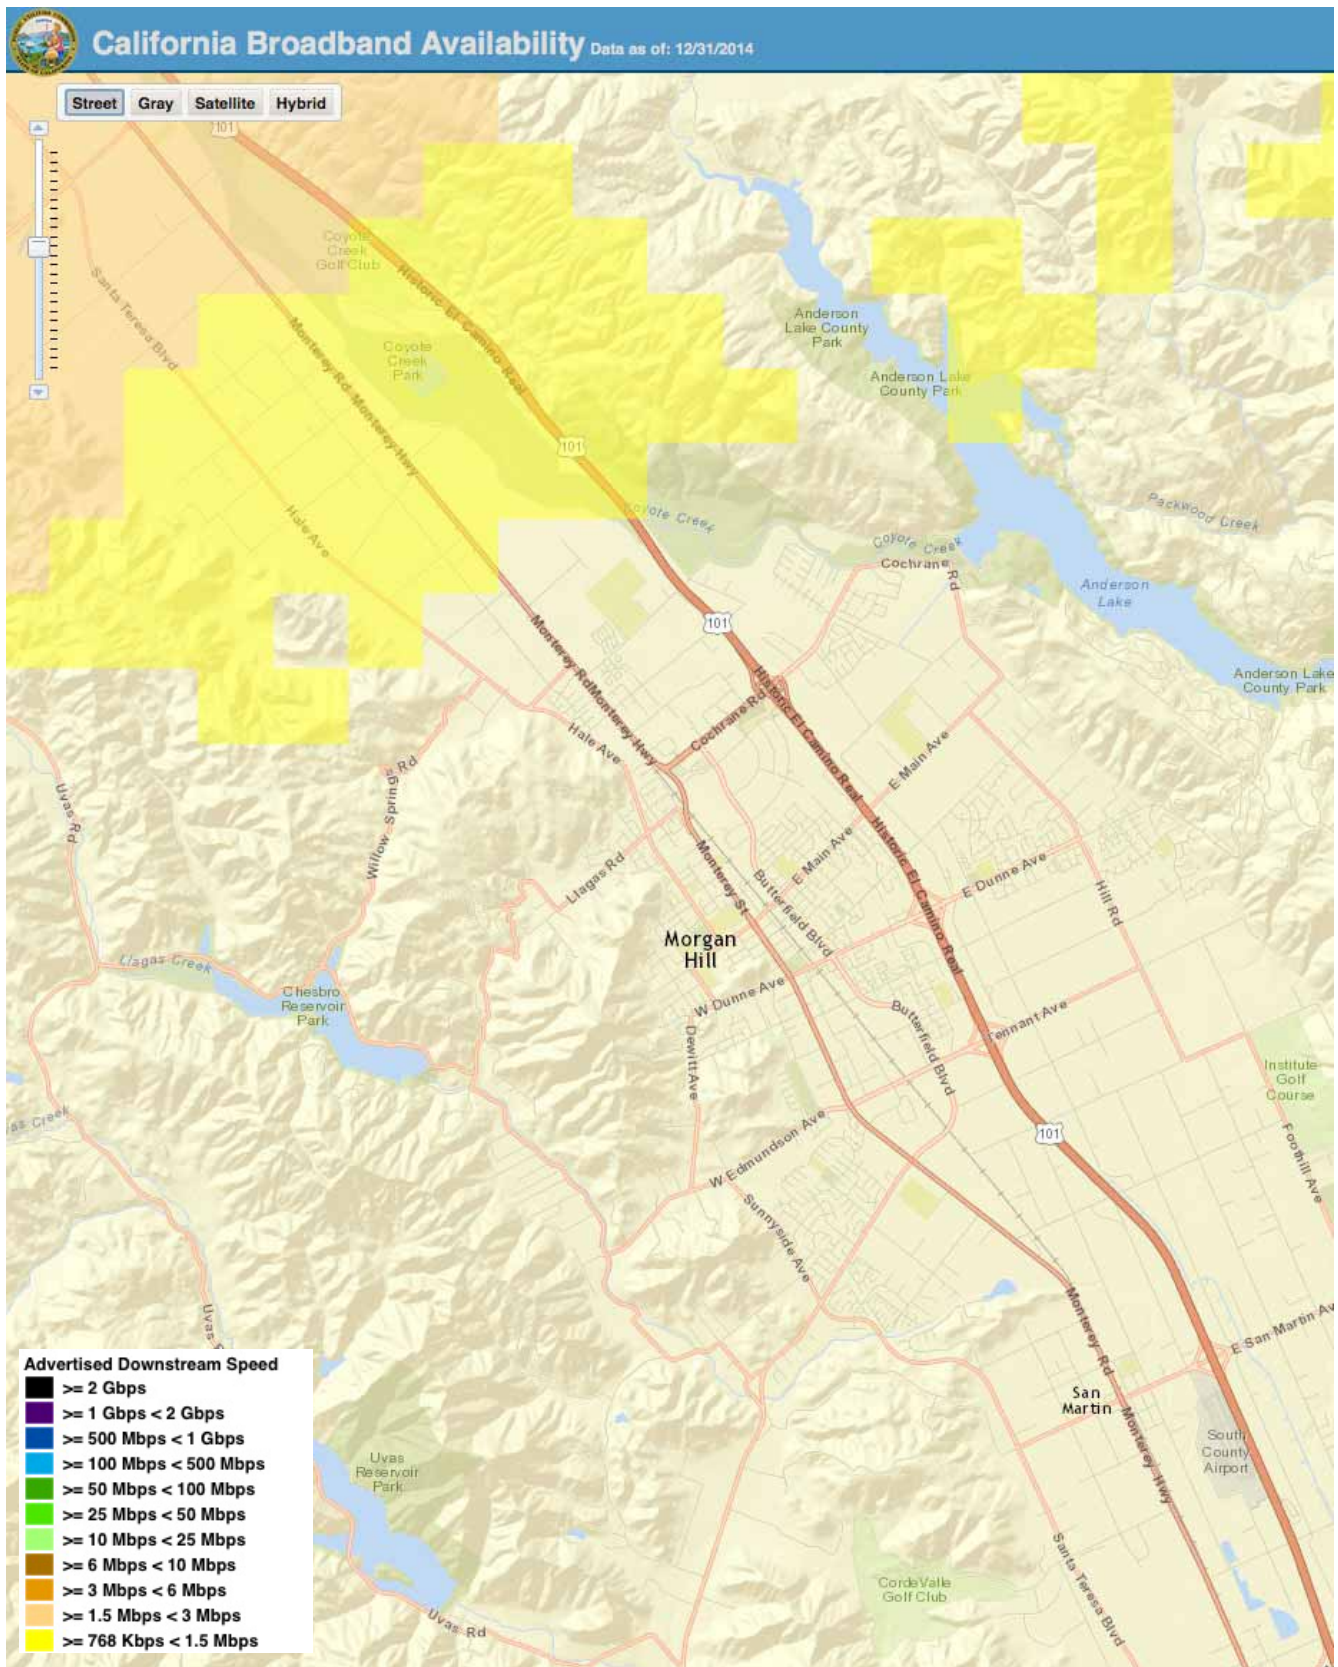 California Broadband Availability Data as of: 12/31/2014
Street Gray Satellite Hybrid
101
Coyote
Creek
Golf Club
Historic El Camino Real
Santa Teresa Blvd
Monterey Rd
Monterey Hwy
Coyote
Creek
Park
Anderson
Lake County
Park
Anderson Lake
County Park
101
Hale Ave
Coyote Creek
Packwood Creek
Coyote Creek
Cochrane Rd
Anderson
Lake
101
Monterey Rd
Monterey Hwy
Historic El Camino Real
Anderson Lake
County Park
Cochrane Rd
Hale Ave
E Main Ave
Uvas Rd
Willow Springs Rd
Historic El Camino Real
Llagas Rd
Monterey St
Butterfield Blvd
E Main Ave
E Dunne Ave
Hill Rd
Morgan
Hill
Llagas Creek
Chesbro
Reservoir
Park
W Dunne Ave
Dewitt Ave
Butterfield Blvd
Tennant Ave
Institute
Golf
Course
as Creek
101
W Edmundson Ave
Foothill Ave
Sunnyside Ave
Uvas
Monterey Rd
E San Martin Av
San
Martin
Monterey Hwy
South
County
Airport
Uvas
Reservoir
Park
Santa Teresa Blvd
CordeValle
Golf Club
Uvas Rd
Advertised Downstream Speed
>= 2 Gbps
>= 1 Gbps < 2 Gbps
>= 500 Mbps < 1 Gbps
>= 100 Mbps < 500 Mbps
>= 50 Mbps < 100 Mbps
>= 25 Mbps < 50 Mbps
>= 10 Mbps < 25 Mbps
>= 6 Mbps < 10 Mbps
>= 3 Mbps < 6 Mbps
>= 1.5 Mbps < 3 Mbps
>= 768 Kbps < 1.5 Mbps